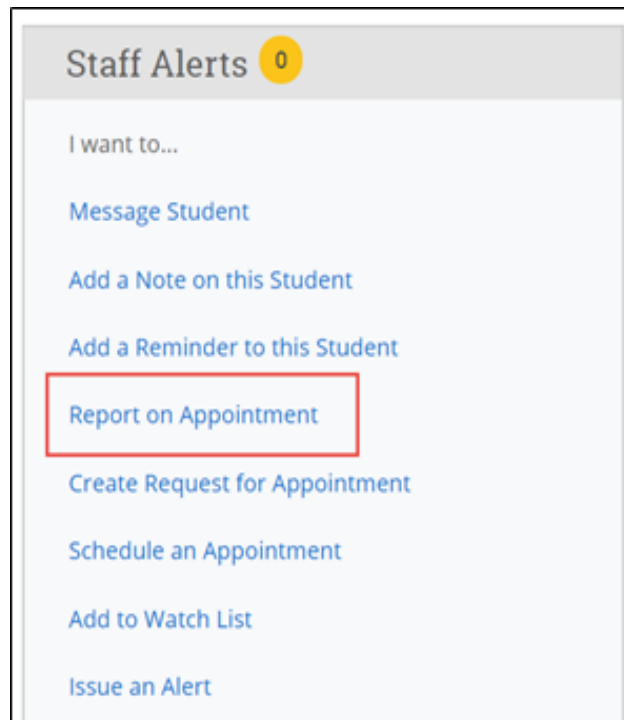 Staff Alerts 0
I want to...
Message Student
Add a Note on this Student
Add a Reminder to this Student
Report on Appointment
Create Request for Appointment
Schedule an Appointment
Add to Watch List
Issue an Alert